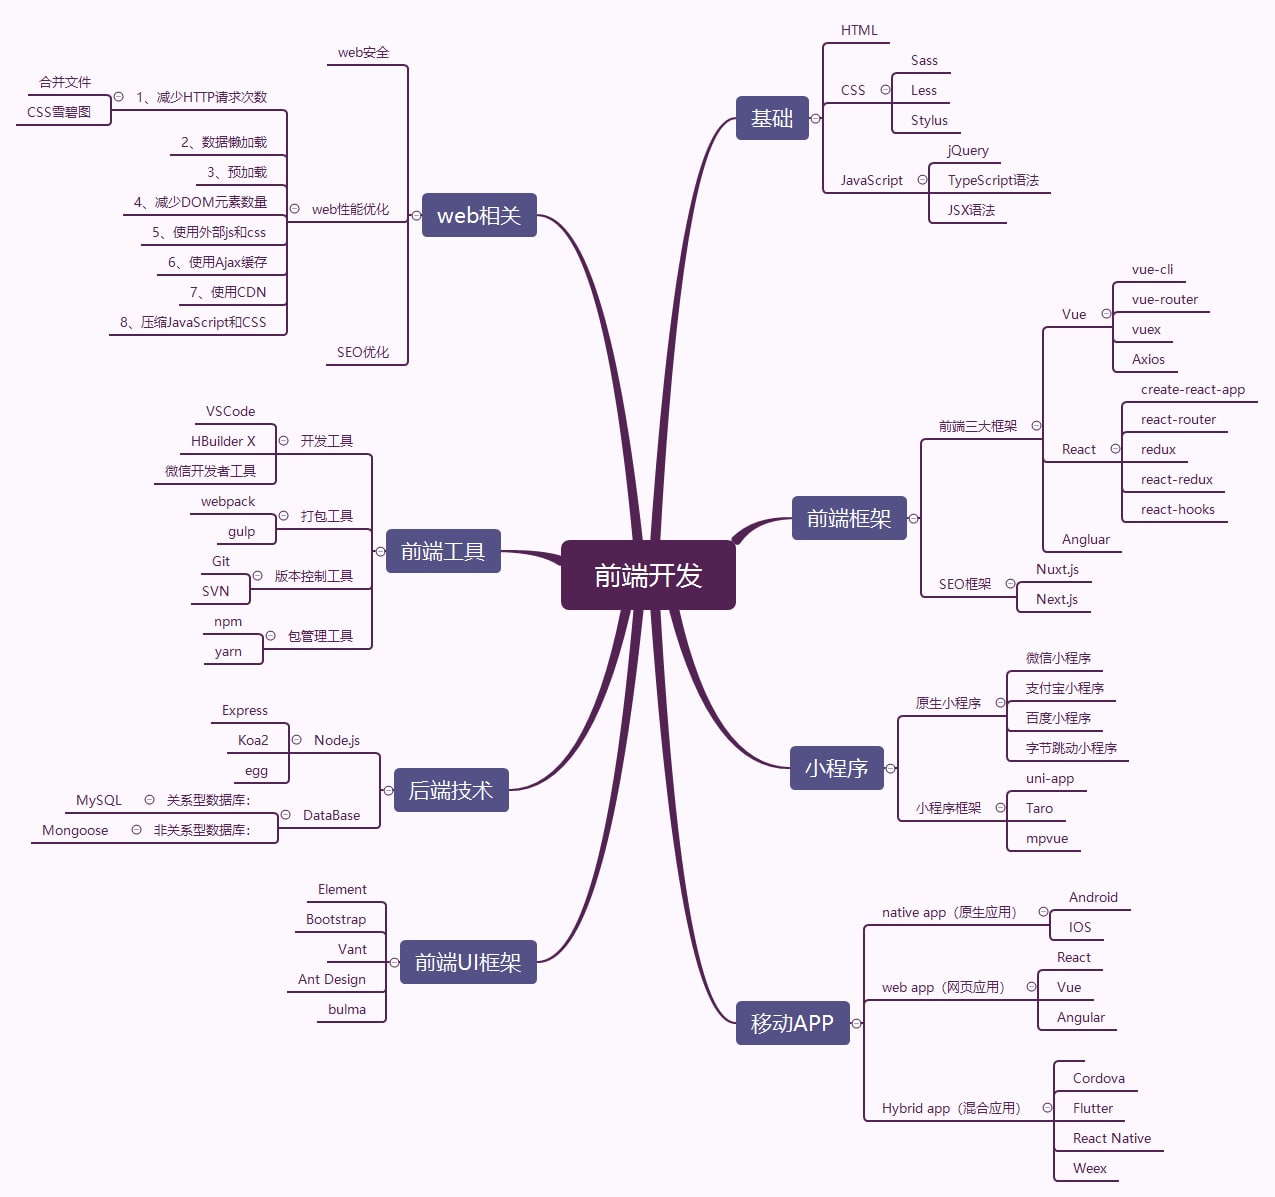 前端开发
基础
HTML
CSS
Sass
Less
Stylus
JavaScript
jQuery
TypeScript语法
JSX语法
前端框架
前端三大框架
Vue
vue-cli
vue-router
vuex
Axios
React
create-react-app
react-router
redux
react-redux
react-hooks
Angluar
SEO框架
Nuxt.js
Next.js
小程序
原生小程序
微信小程序
支付宝小程序
百度小程序
字节跳动小程序
小程序框架
uni-app
Taro
mpvue
移动APP
native app（原生应用）
Android
IOS
web app（网页应用）
React
Vue
Angular
Hybrid app（混合应用）
Cordova
Flutter
React Native
Weex
web相关
web安全
web性能优化
1、减少HTTP请求次数
合并文件
CSS雪碧图
2、数据懒加载
3、预加载
4、减少DOM元素数量
5、使用外部js和css
6、使用Ajax缓存
7、使用CDN
8、压缩JavaScript和CSS
SEO优化
前端工具
开发工具
VSCode
HBuilder X
微信开发者工具
打包工具
webpack
gulp
版本控制工具
Git
SVN
包管理工具
npm
yarn
后端技术
Node.js
Express
Koa2
egg
DataBase
关系型数据库：
MySQL
非关系型数据库：
Mongoose
前端UI框架
Element
Bootstrap
Vant
Ant Design
bulma